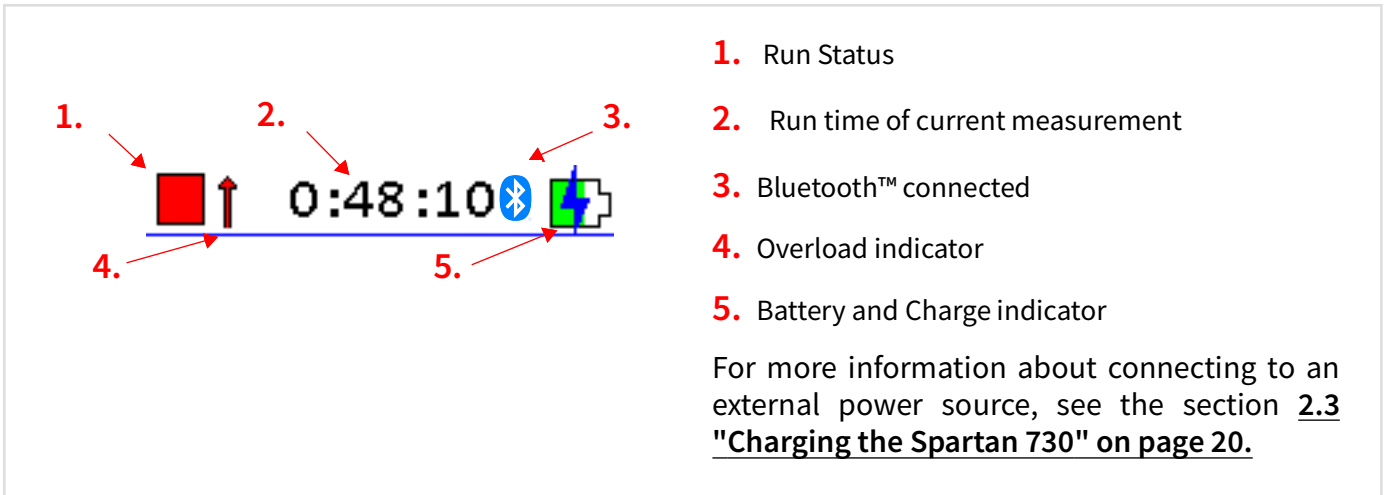 1. Run Status
1.
2.
3.
2. Run time of current measurement
3. Bluetooth™ connected
0:48:10
4. Overload indicator
4.
5.
5. Battery and Charge indicator
For more information about connecting to an
external power source, see the section 2.3
"Charging the Spartan 730" on page 20.